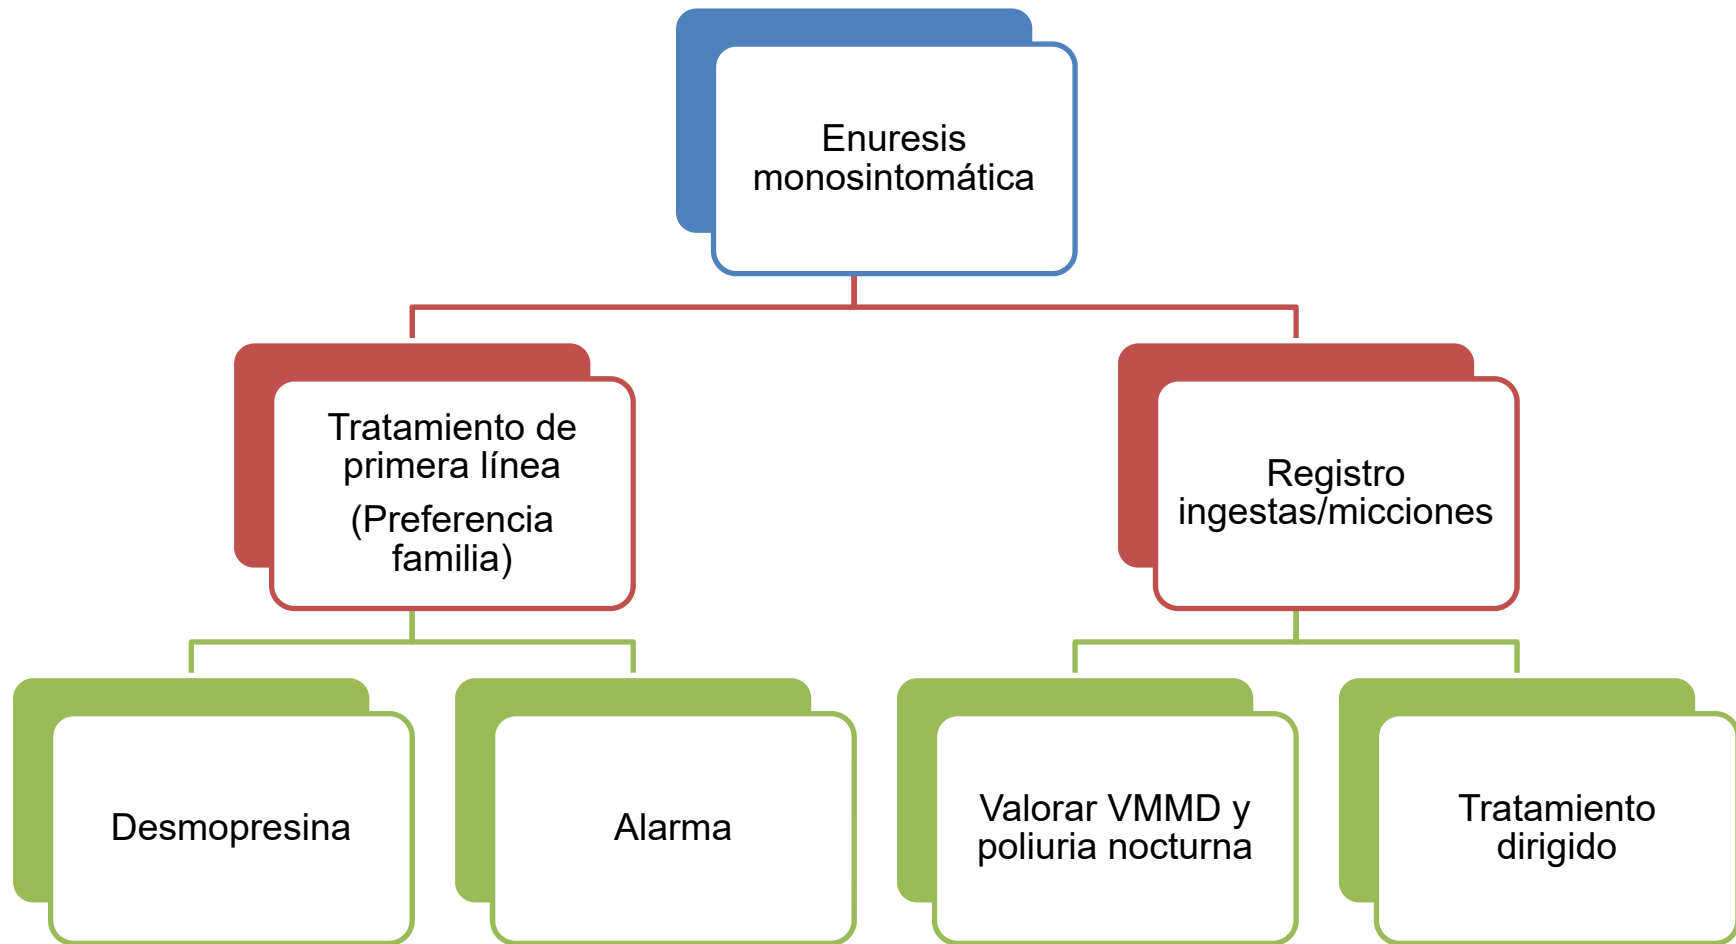 Enuresis
monosintomática
Tratamiento de
primera línea
(Preferencia
familia)
Registro
ingestas/micciones
Desmopresina
Alarma
Valorar VMMD y
poliuria nocturna
Tratamiento
dirigido